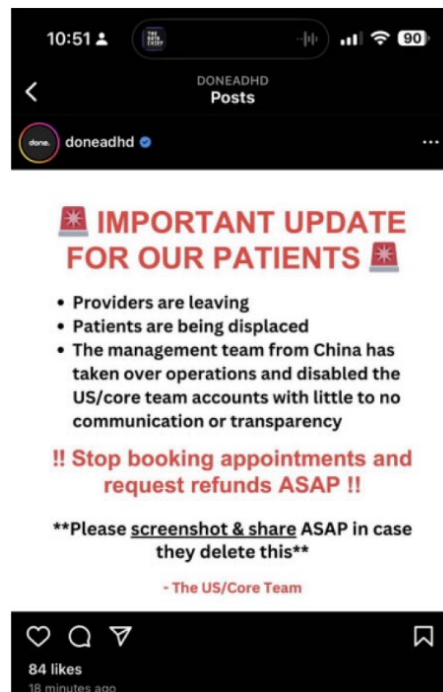 10:51
90
DONEADHD
Posts
done. doneadhd
🚨 IMPORTANT UPDATE
FOR OUR PATIENTS 🚨
• Providers are leaving
• Patients are being displaced
• The management team from China has
taken over operations and disabled the
US/core team accounts with little to no
communication or transparency
!! Stop booking appointments and
request refunds ASAP !!
**Please screenshot & share ASAP in case
they delete this**
- The US/Core Team
84 likes
18 minutes ago